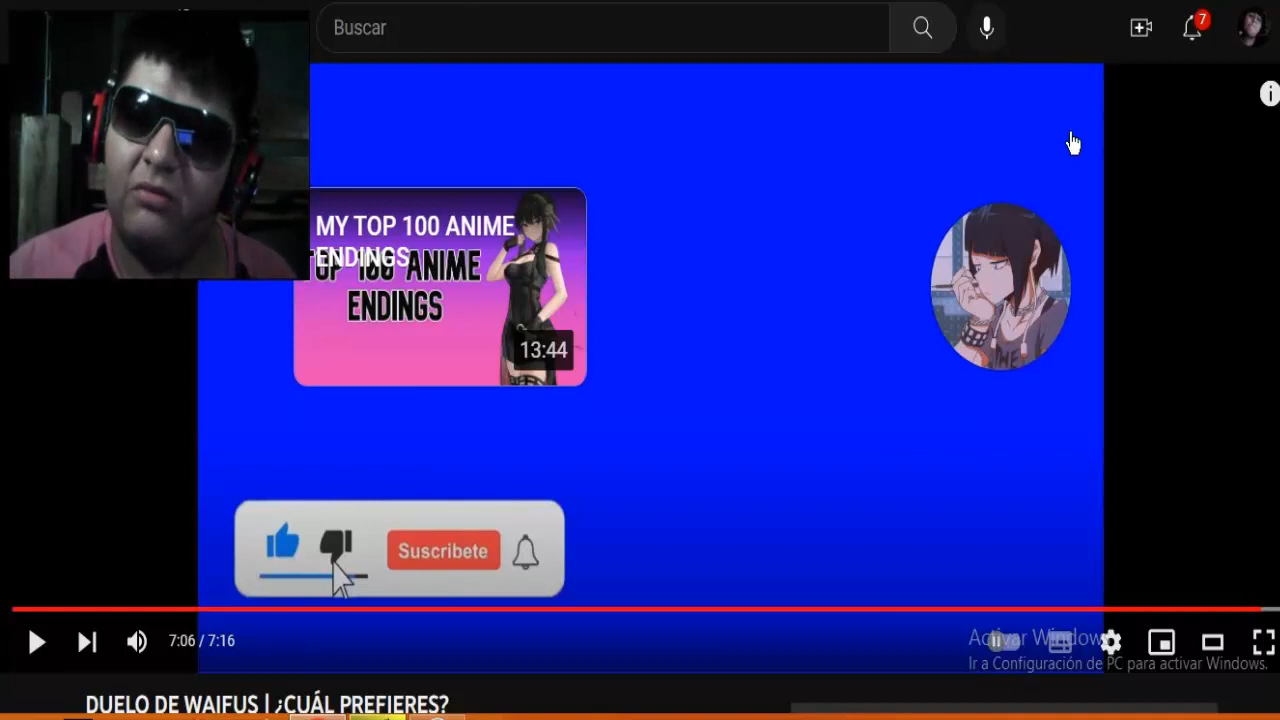 Buscar
7
MY TOP 100 ANIME
ENDINGS
TOP 100 ANIME
ENDINGS
13:44
Suscribete
7:06 / 7:16
Activar Windows
Ir a Configuración de PC para activar Windows.
DUELO DE WAIFUS | ¿CUÁL PREFIERES?